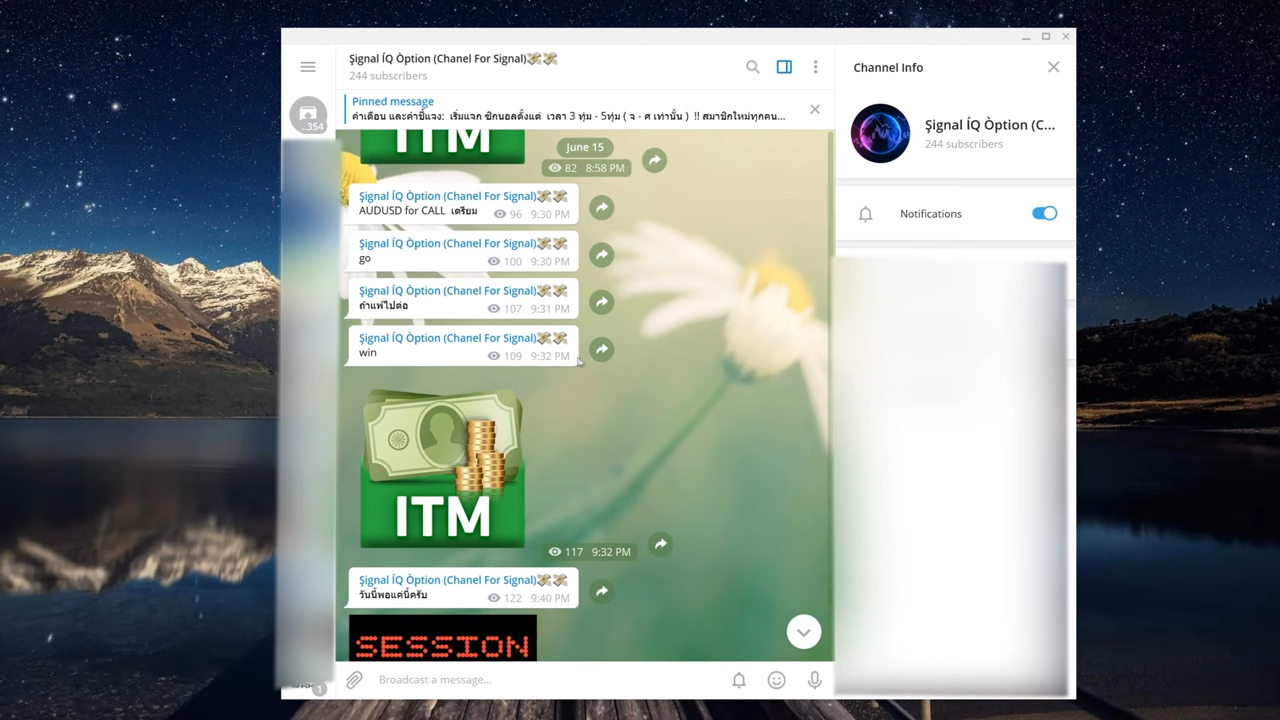 Şignal ÍQ Òption (Chanel For Signal)💸💸
244 subscribers
Channel Info
Pinned message
คำเตือน และคำชี้แจง: เริ่มแจก ซิกนอลตั้งแต่ เวลา 3 ทุ่ม - 5ทุ่ม ( จ - ศ เท่านั้น ) !! สมาชิกใหม่ทุกคน...
..354
Şignal ÍQ Òption (C...
244 subscribers
ITM
June 15
82 8:58 PM
Şignal ÍQ Òption (Chanel For Signal)💸💸
AUDUSD for CALL เตรียม 96 9:30 PM
Notifications
Şignal ÍQ Òption (Chanel For Signal)💸💸
go 100 9:30 PM
Şignal ÍQ Òption (Chanel For Signal)💸💸
ถ้าแพ้ไปต่อ 107 9:31 PM
Şignal ÍQ Òption (Chanel For Signal)💸💸
win 109 9:32 PM
ITM
117 9:32 PM
Şignal ÍQ Òption (Chanel For Signal)💸💸
วันนี้พอแค่นี้ครับ 122 9:40 PM
SESSION
Broadcast a message...
1